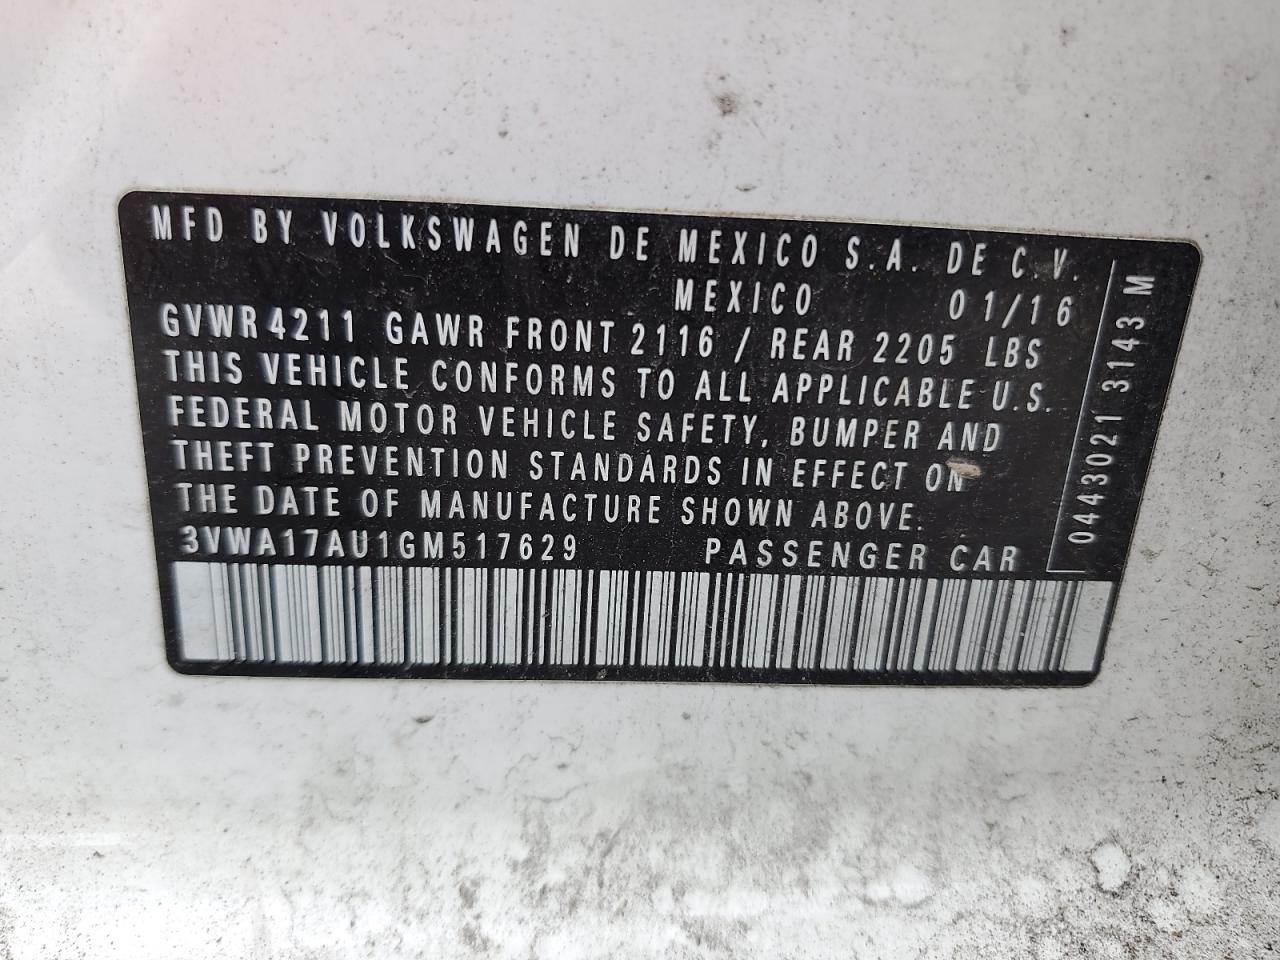 MFD BY VOLKSWAGEN DE MEXICO S.A. DE C.V.
MEXICO 01/16
GVWR 4211 GAWR FRONT 2116 / REAR 2205 LBS
THIS VEHICLE CONFORMS TO ALL APPLICABLE U.S.
FEDERAL MOTOR VEHICLE SAFETY, BUMPER AND
THEFT PREVENTION STANDARDS IN EFFECT ON
THE DATE OF MANUFACTURE SHOWN ABOVE.
3VWA17AU1GM517629 PASSENGER CAR
0443021 3143 M